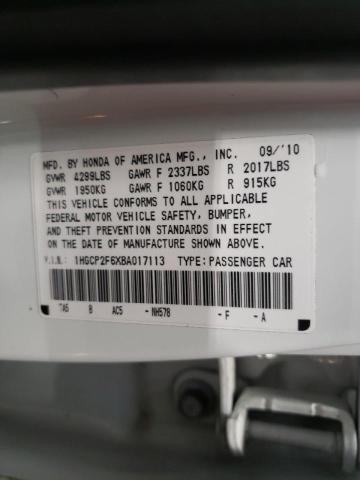 MFD. BY HONDA OF AMERICA MFG., INC. 09/'10
GVWR 4299LBS GAWR F 2337LBS R 2017LBS
GVWR 1950KG GAWR F 1060KG R 915KG
THIS VEHICLE CONFORMS TO ALL APPLICABLE
FEDERAL MOTOR VEHICLE SAFETY, BUMPER,
AND THEFT PREVENTION STANDARDS IN EFFECT
ON THE DATE OF MANUFACTURE SHOWN ABOVE.
V.I.N: 1HGCP2F6XBA017113 TYPE: PASSENGER CAR
TA5 B AC5 - NH578 - F - A